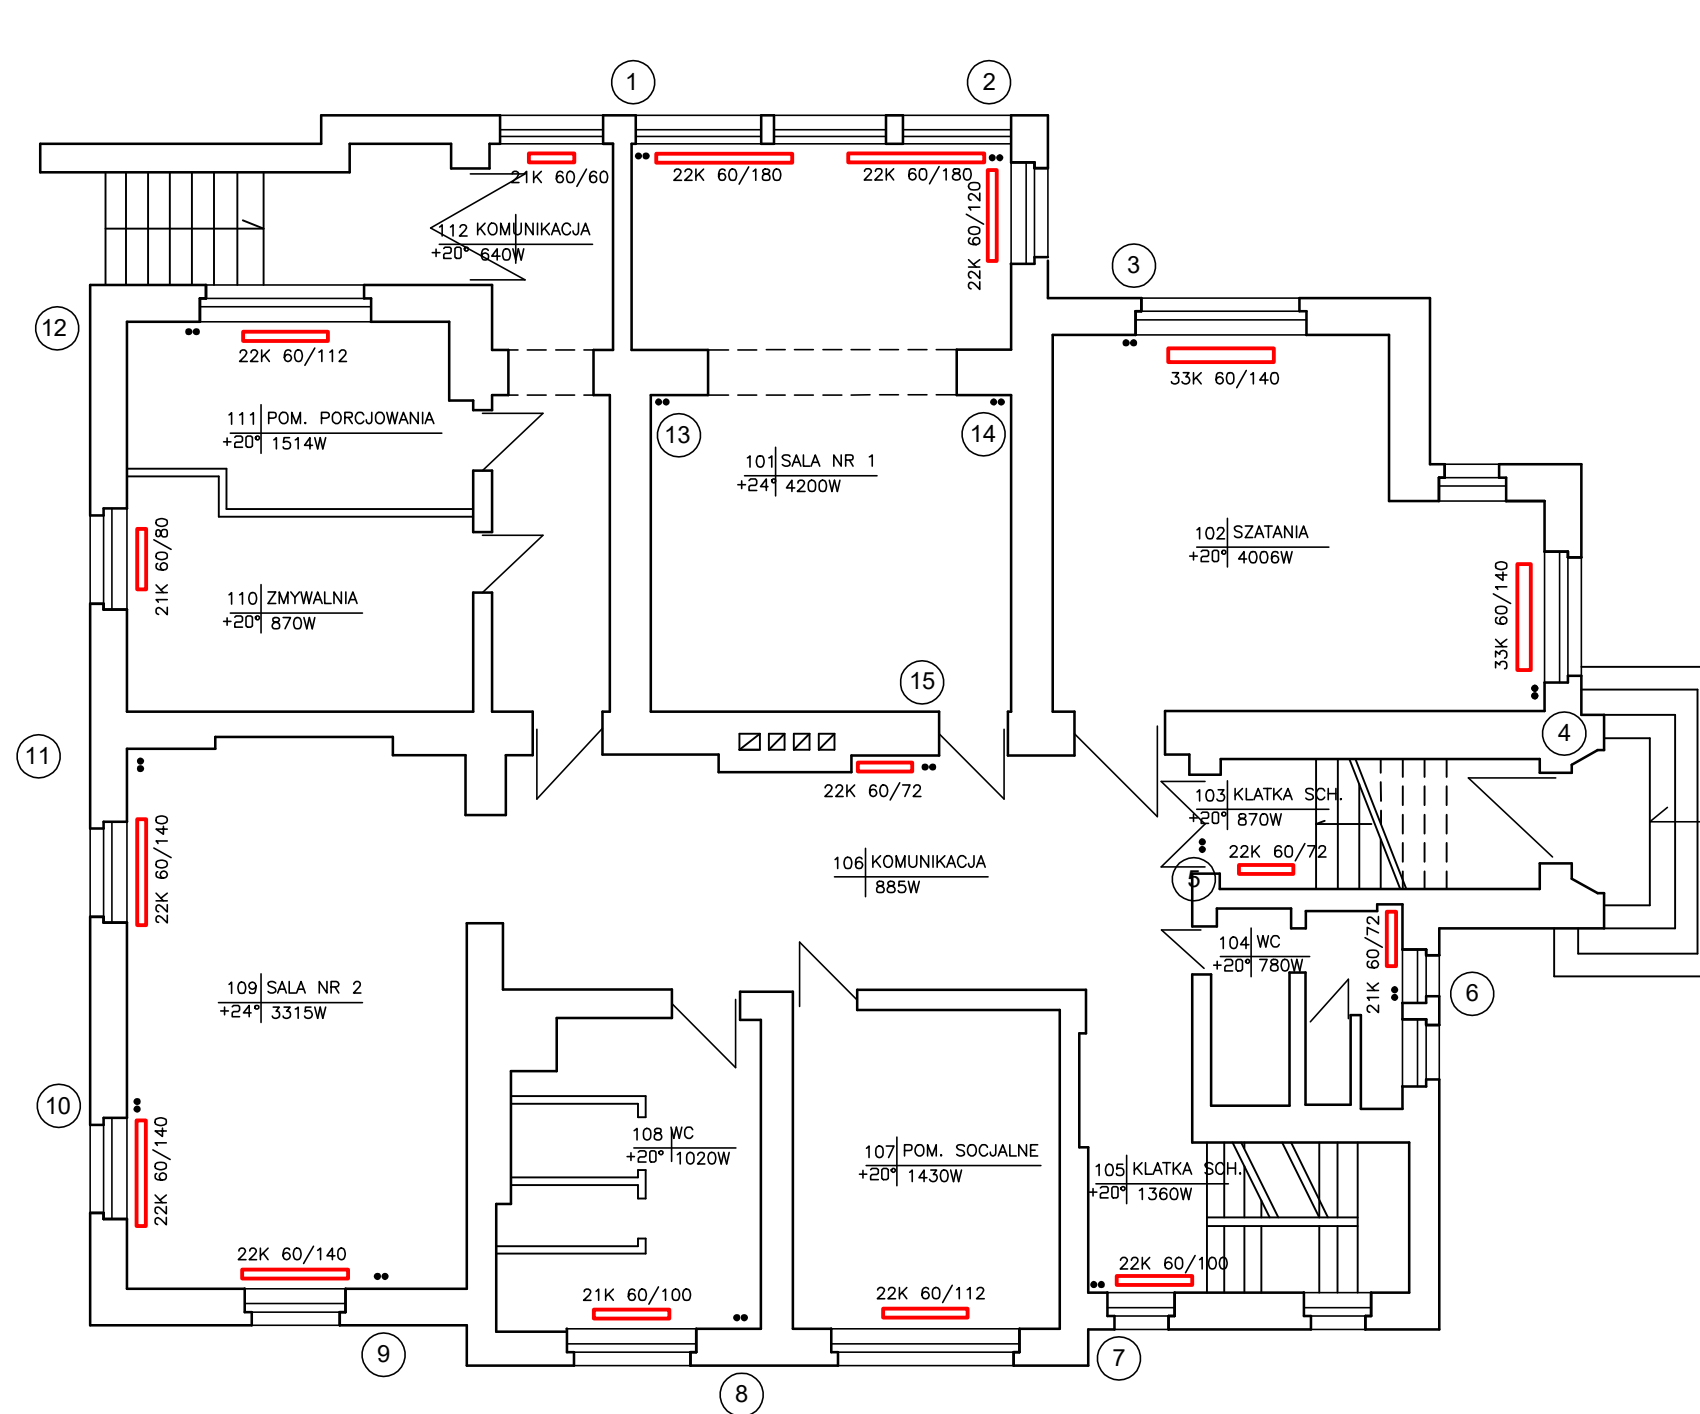 1
2
21K 60/60
22K 60/180
22K 60/180
22K 60/120
112 KOMUNIKACJA
+20° 640W
3
12
22K 60/112
33K 60/140
111 POM. PORCJOWANIA
+20° 1514W
13
14
101 SALA NR 1
+24° 4200W
21K 60/80
102 SZATANIA
+20° 4006W
33K 60/140
110 ZMYWALNIA
+20° 870W
15
4
11
22K 60/72
103 KLATKA SCH.
+20° 870W
22K 60/72
5
22K 60/140
106 KOMUNIKACJA
885W
104 WC
+20° 780W
21K 60/72
6
109 SALA NR 2
+24° 3315W
10
22K 60/140
108 WC
+20° 1020W
107 POM. SOCJALNE
+20° 1430W
105 KLATKA SCH.
+20° 1360W
22K 60/140
22K 60/100
21K 60/100
22K 60/112
9
7
8